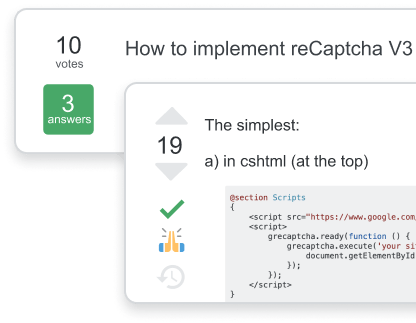 10
votes
3
answers
How to implement reCaptcha V3
19
The simplest:
a) in cshtml (at the top)
@section Scripts
{
<script src="https://www.google.com
<script>
grecaptcha.ready(function () {
grecaptcha.execute('your si
document.getElementById
});
});
</script>
}